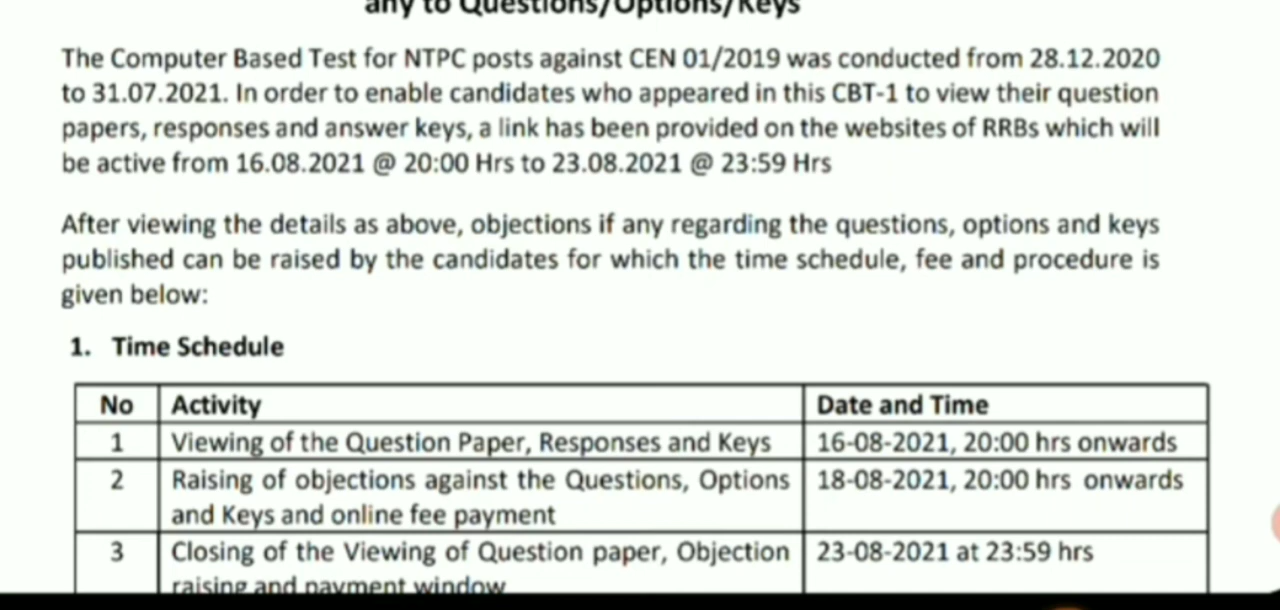 any to Questions/Options/Keys
The Computer Based Test for NTPC posts against CEN 01/2019 was conducted from 28.12.2020
to 31.07.2021. In order to enable candidates who appeared in this CBT-1 to view their question
papers, responses and answer keys, a link has been provided on the websites of RRBs which will
be active from 16.08.2021 @ 20:00 Hrs to 23.08.2021 @ 23:59 Hrs
After viewing the details as above, objections if any regarding the questions, options and keys
published can be raised by the candidates for which the time schedule, fee and procedure is
given below:
1. Time Schedule
No Activity Date and Time
1 Viewing of the Question Paper, Responses and Keys 16-08-2021, 20:00 hrs onwards
2 Raising of objections against the Questions, Options 18-08-2021, 20:00 hrs onwards
and Keys and online fee payment
3 Closing of the Viewing of Question paper, Objection 23-08-2021 at 23:59 hrs
raising and payment window